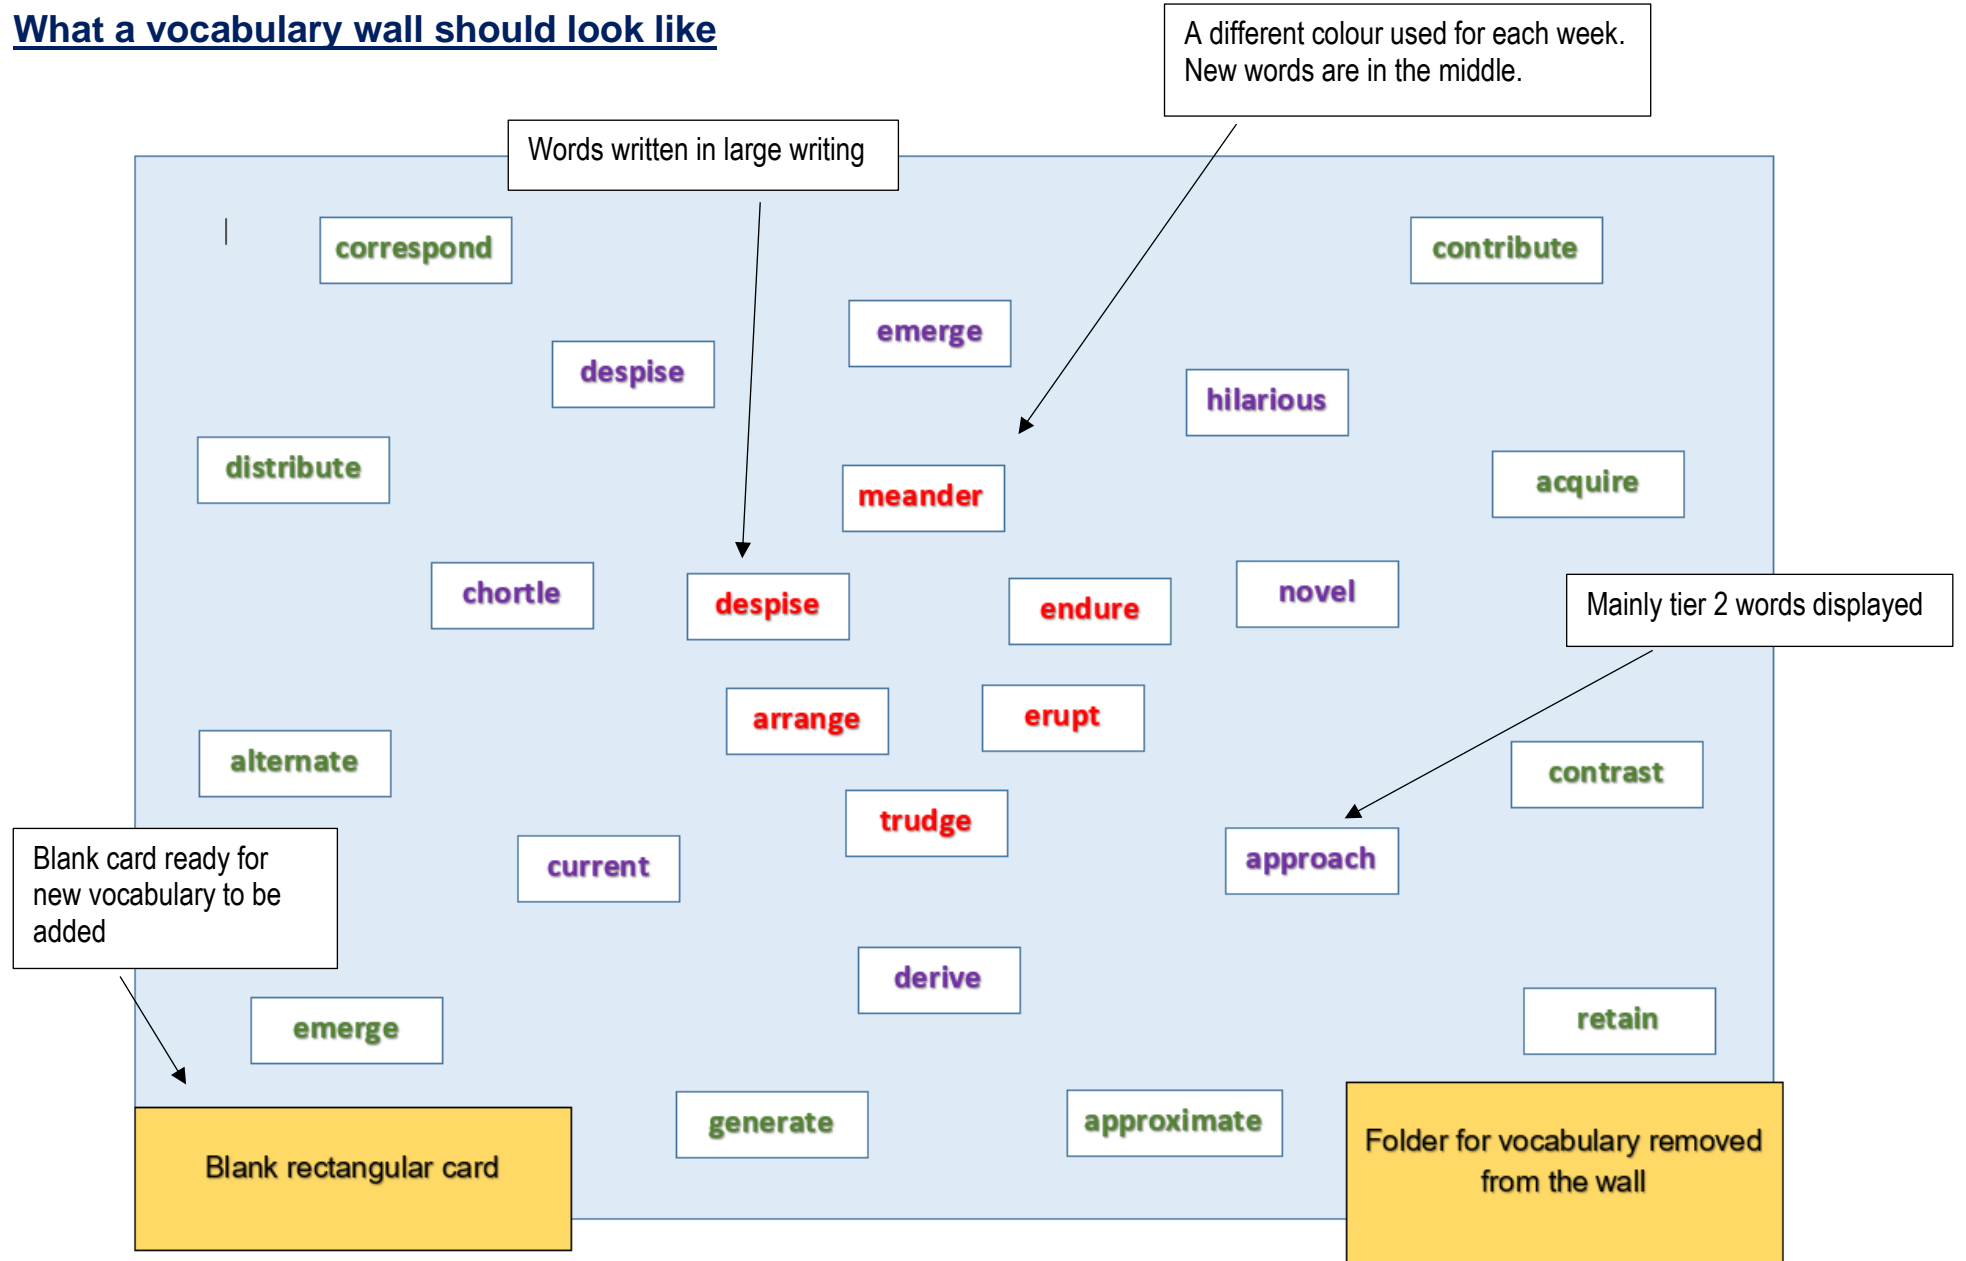 What a vocabulary wall should look like
A different colour used for each week.
New words are in the middle.
Words written in large writing
correspond
contribute
emerge
despise
hilarious
distribute
meander
acquire
chortle
despise
endure
novel
Mainly tier 2 words displayed
arrange
erupt
alternate
contrast
trudge
current
approach
Blank card ready for
new vocabulary to be
added
derive
emerge
retain
generate
approximate
Blank rectangular card
Folder for vocabulary removed
from the wall